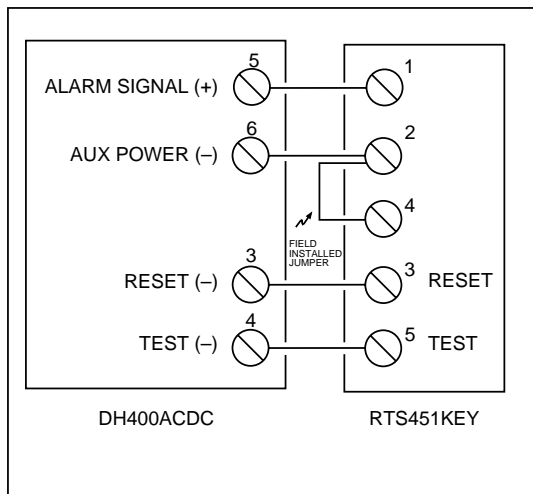 5
1
ALARM SIGNAL (+)
6
2
AUX POWER (–)
4
FIELD
INSTALLED
JUMPER
3
3
RESET (–)
RESET
4
5
TEST (–)
TEST
DH400ACDC
RTS451KEY